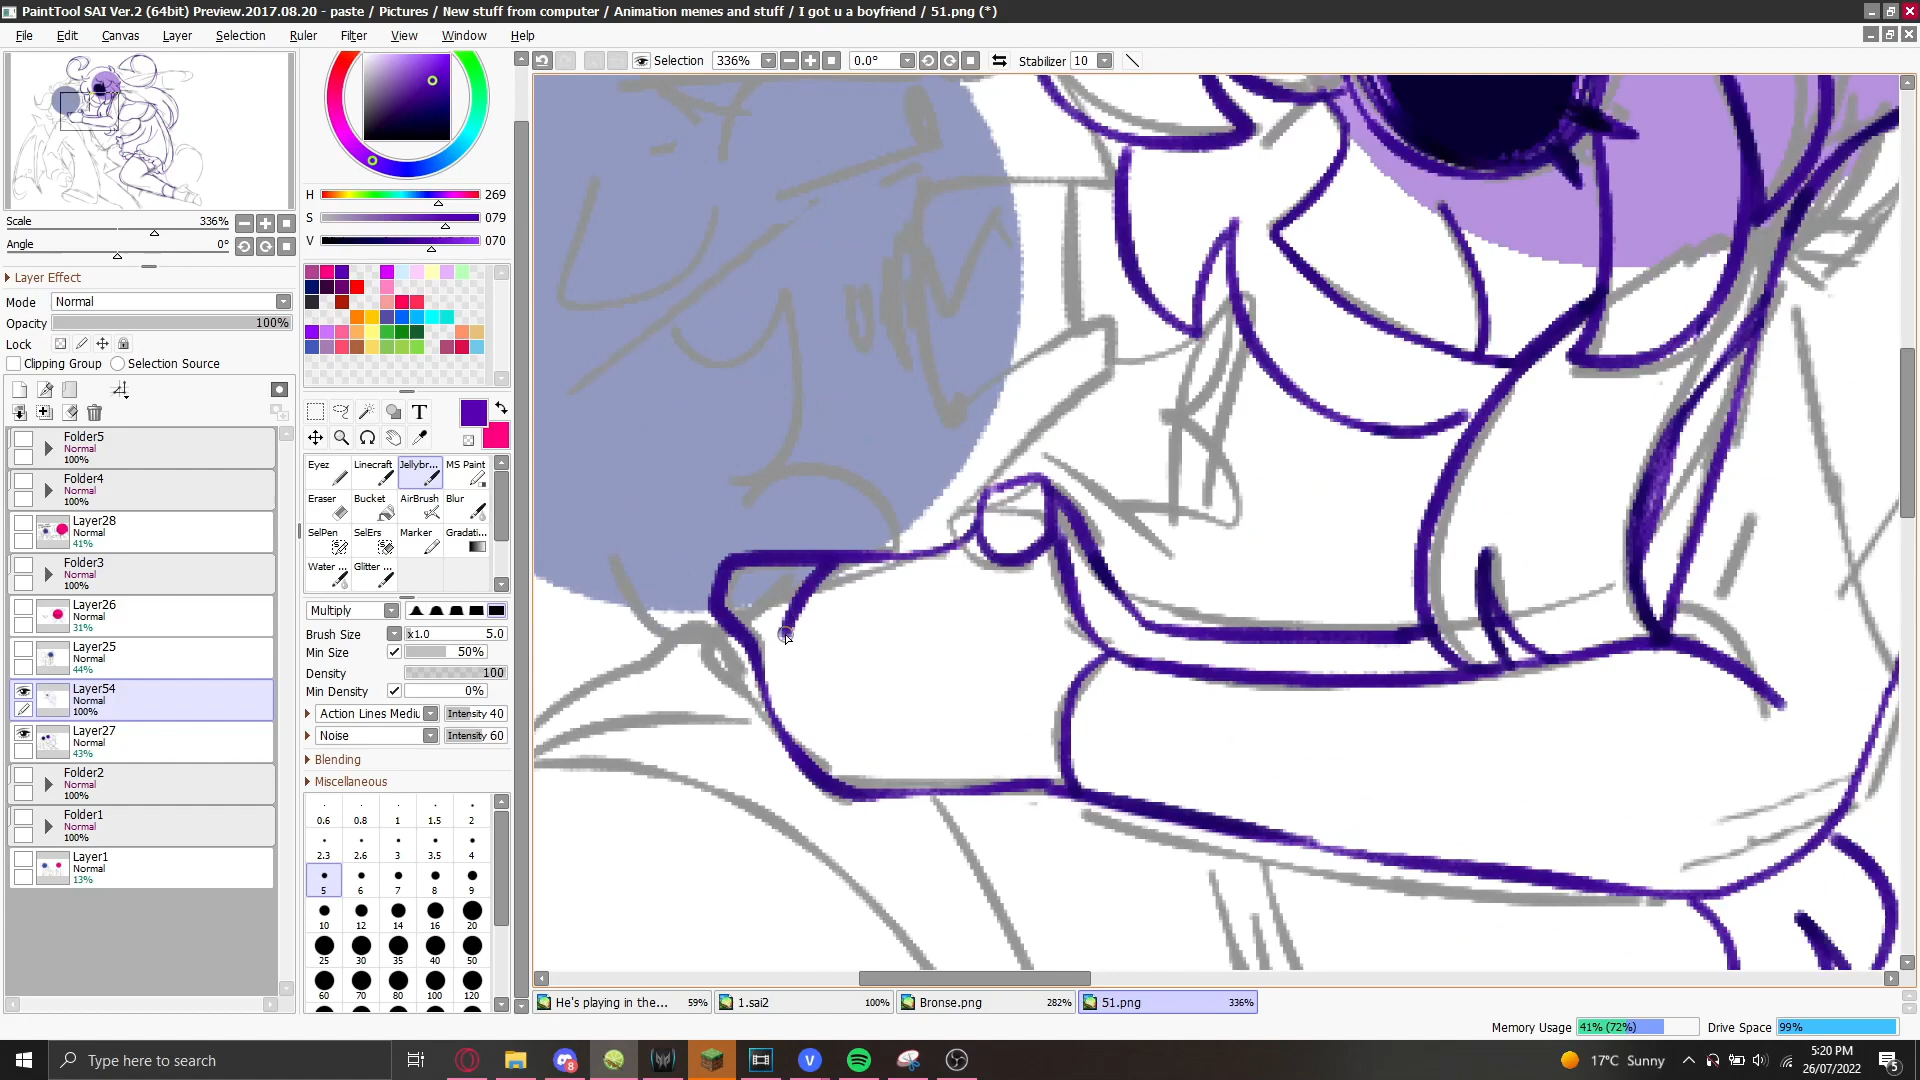 PaintTool SAI Ver.2 (64bit) Preview.2017.08.20 - paste / Pictures / New stuff from computer / Animation memes and stuff / I got u a boyfriend / 51.png (*)
File Edit Canvas Layer Selection Ruler Filter View Window Help
Selection 336% 0.0° Stabilizer 10
Scale 336%
Angle 0°
Layer Effect
Mode Normal
Opacity 100%
Lock
Clipping Group Selection Source
Folder5
Normal
100%
Folder4
Normal
100%
Layer28
Normal
41%
Folder3
Normal
100%
Layer26
Normal
31%
Layer25
Normal
44%
Layer54
Normal
100%
Layer27
Normal
43%
Folder2
Normal
100%
Folder1
Normal
100%
Layer1
Normal
13%
H 269
S 079
V 070
T
Eyez Linecraft Jellybr... MS Paint
Eraser Bucket AirBrush Blur
SelPen SelErs Marker Gradati...
Water ... Glitter ...
Multiply
Brush Size x1.0 5.0
Min Size 50%
Density 100
Min Density 0%
Action Lines Mediu Intensity 40
Noise Intensity 60
Blending
Miscellaneous
0.6 0.8 1 1.5 2
2.3 2.6 3 3.5 4
5 6 7 8 9
10 12 14 16 20
25 30 35 40 50
60 70 80 100 120
He's playing in the... 59% 1.sai2 100% Bronse.png 282% 51.png 336%
Memory Usage 41% (72%) Drive Space 99%
Type here to search
8
V
17°C Sunny
5:20 PM
26/07/2022
5